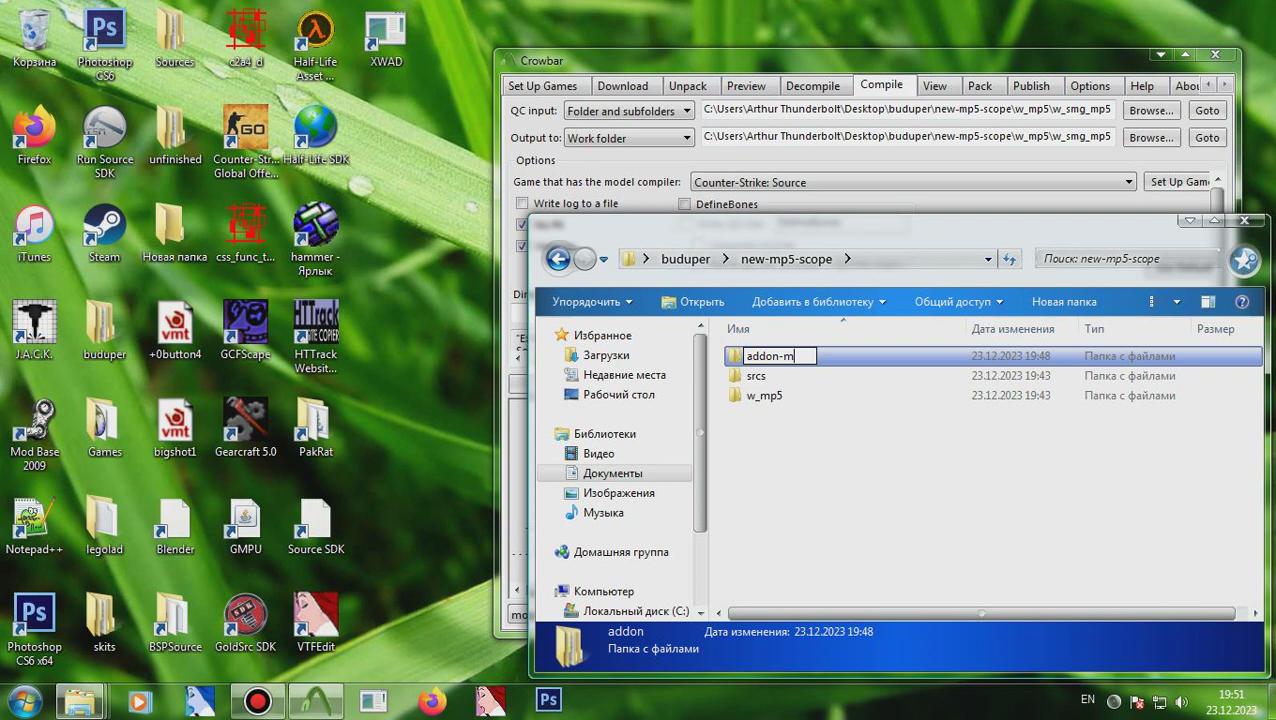 Корзина
Photoshop CS6
Sources
c2a4_d
Half-Life Asset ...
XWAD
Firefox
Run Source SDK
unfinished
Counter-Str... Global Offe...
Half-Life SDK
iTunes
Steam
Новая папка
css_func_t...
hammer - Ярлык
J.A.C.K.
buduper
+0button4
GCFScape
HTTrack Websit...
Mod Base 2009
Games
bigshot1
Gearcraft 5.0
PakRat
Notepad++
legolad
Blender
GMPU
Source SDK
Photoshop CS6 x64
skits
BSPSource
GoldSrc SDK
VTFEdit
Crowbar
Set Up Games
Download
Unpack
Preview
Decompile
Compile
View
Pack
Publish
Options
Help
Abou
QC input:
Folder and subfolders
C:\Users\Arthur Thunderbolt\Desktop\buduper\new-mp5-scope\w_mp5\w_smg_mp5
Browse...
Goto
Output to:
Work folder
C:\Users\Arthur Thunderbolt\Desktop\buduper\new-mp5-scope\w_mp5\w_smg_mp5
Browse...
Goto
Options
Game that has the model compiler:
Counter-Strike: Source
Set Up Game
Write log to a file
DefineBones
buduper
new-mp5-scope
Поиск: new-mp5-scope
Упорядочить
Открыть
Добавить в библиотеку
Общий доступ
Новая папка
Избранное
Загрузки
Недавние места
Рабочий стол
Библиотеки
Видео
Документы
Изображения
Музыка
Домашняя группа
Компьютер
Локальный диск (C:)
Имя
Дата изменения
Тип
Размер
addon-m
23.12.2023 19:48
Папка с файлами
srcs
23.12.2023 19:43
Папка с файлами
w_mp5
23.12.2023 19:43
Папка с файлами
addon
Дата изменения: 23.12.2023 19:48
Папка с файлами
EN
19:51
23.12.2023